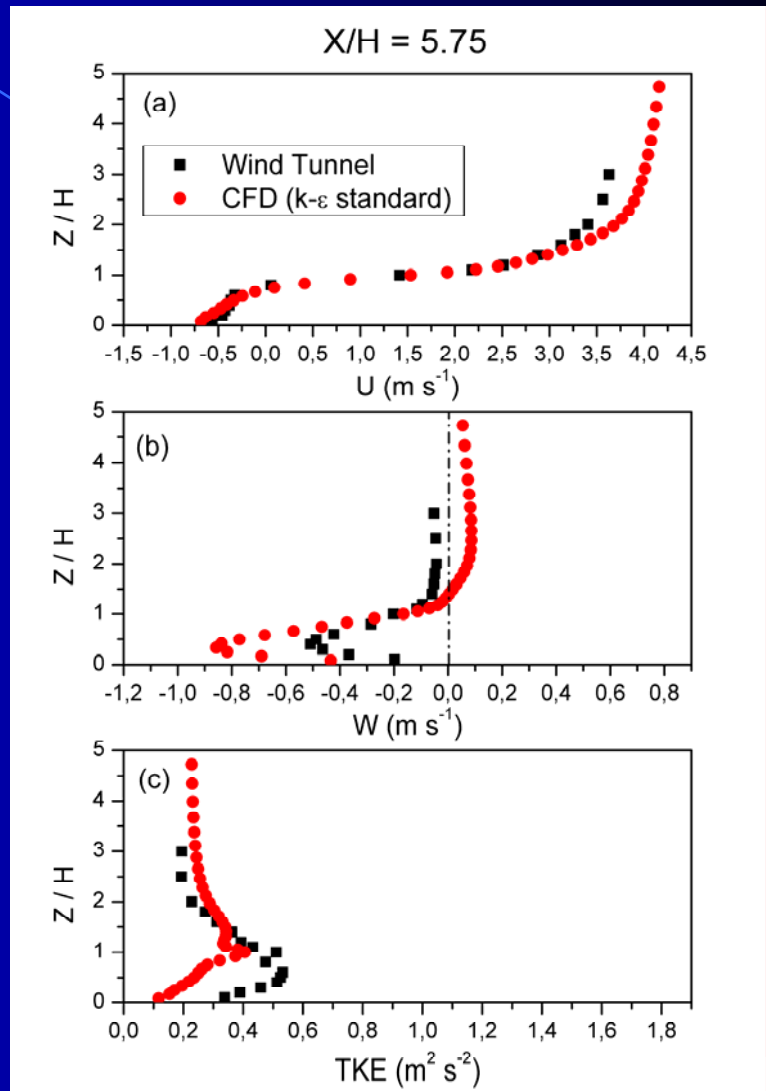 X/H = 5.75
5
(a)
4
Wind Tunnel
3
CFD (k-ε standard)
Z / H
2
1
0
-1,5 -1,0 -0,5 0,0 0,5 1,0 1,5 2,0 2,5 3,0 3,5 4,0 4,5
U (m s⁻¹)
5
(b)
4
3
Z / H
2
1
0
-1,2 -1,0 -0,8 -0,6 -0,4 -0,2 0,0 0,2 0,4 0,6 0,8
W (m s⁻¹)
5
(c)
4
3
Z / H
2
1
0
0,0 0,2 0,4 0,6 0,8 1,0 1,2 1,4 1,6 1,8
TKE (m² s⁻²)